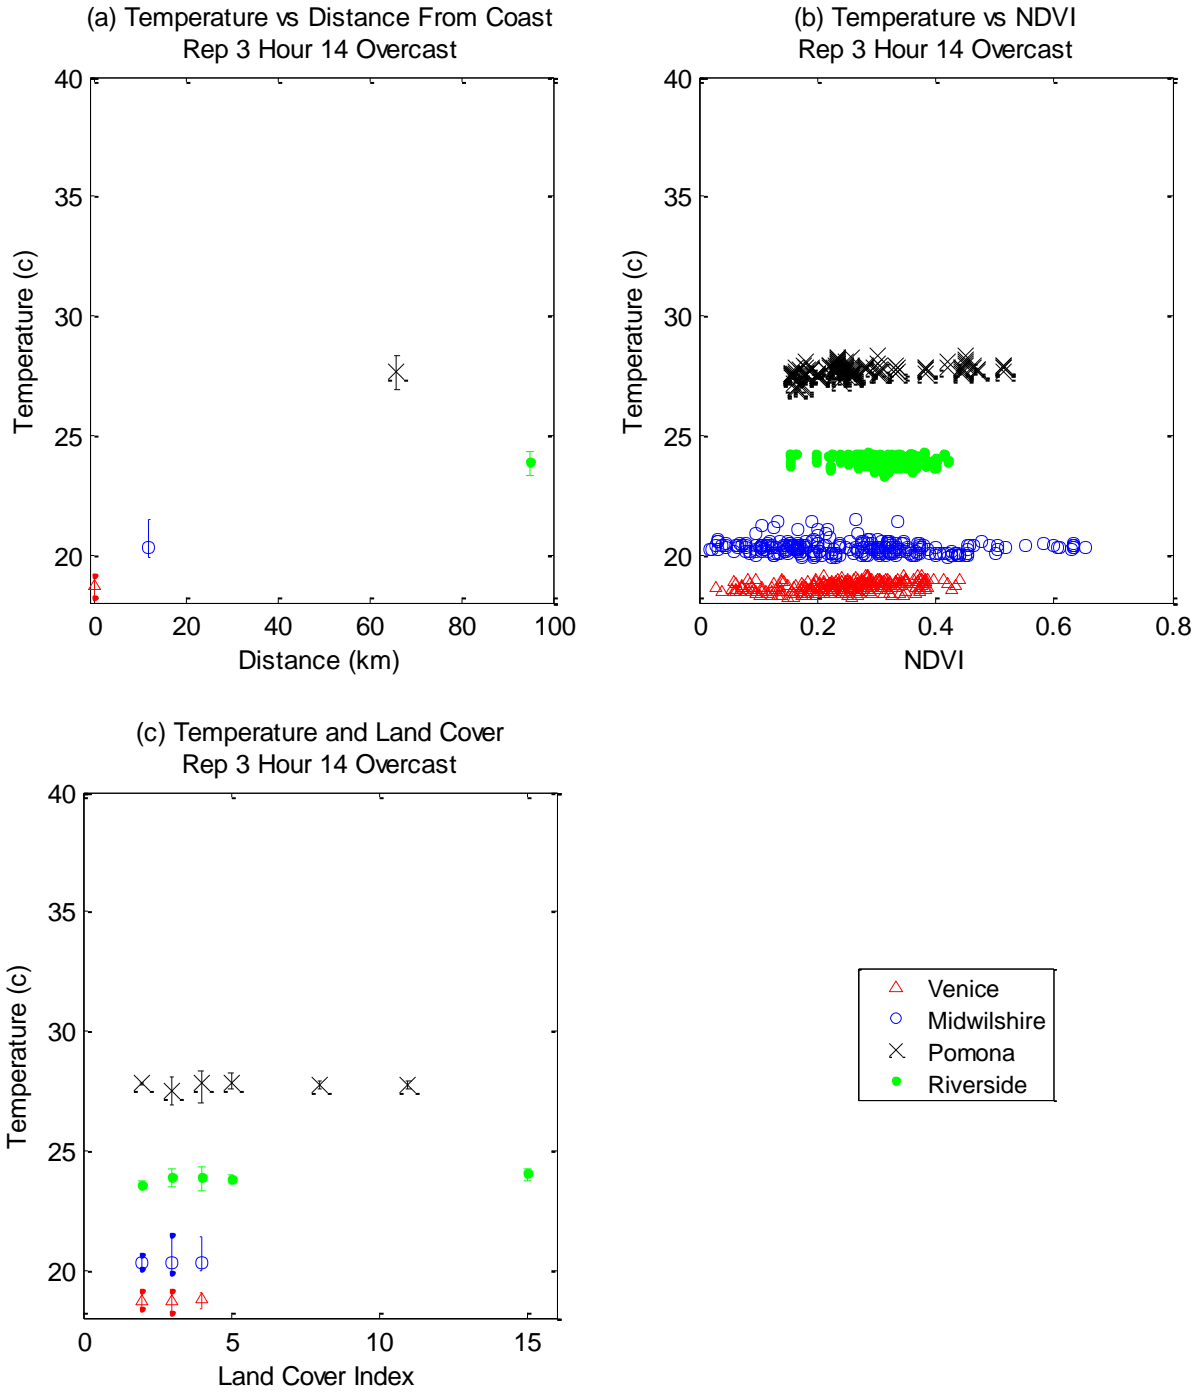 (a) Temperature vs Distance From Coast
Rep 3 Hour 14 Overcast
40
35
30
25
20
Temperature (c)
0 20 40 60 80 100
Distance (km)
(b) Temperature vs NDVI
Rep 3 Hour 14 Overcast
40
35
30
25
20
Temperature (c)
0 0.2 0.4 0.6 0.8
NDVI
(c) Temperature and Land Cover
Rep 3 Hour 14 Overcast
40
35
30
25
20
Temperature (c)
0 5 10 15
Land Cover Index
Venice
Midwilshire
Pomona
Riverside